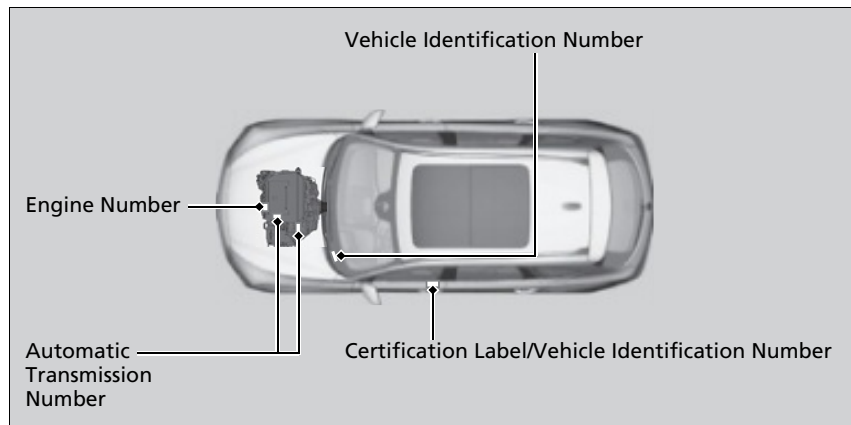 Vehicle Identification Number
Engine Number
Automatic
Transmission
Number
Certification Label/Vehicle Identification Number